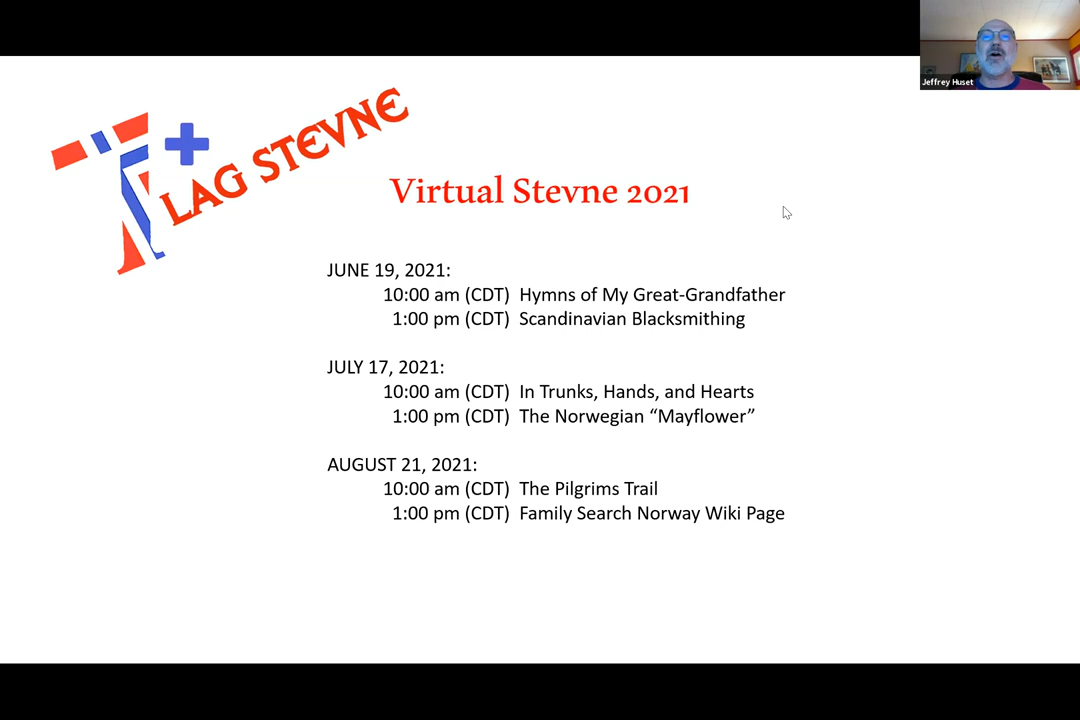 Jeffrey Huset
7+
LAG STEVNE
Virtual Stevne 2021
JUNE 19, 2021:
10:00 am (CDT) Hymns of My Great-Grandfather
1:00 pm (CDT) Scandinavian Blacksmithing
JULY 17, 2021:
10:00 am (CDT) In Trunks, Hands, and Hearts
1:00 pm (CDT) The Norwegian “Mayflower”
AUGUST 21, 2021:
10:00 am (CDT) The Pilgrims Trail
1:00 pm (CDT) Family Search Norway Wiki Page